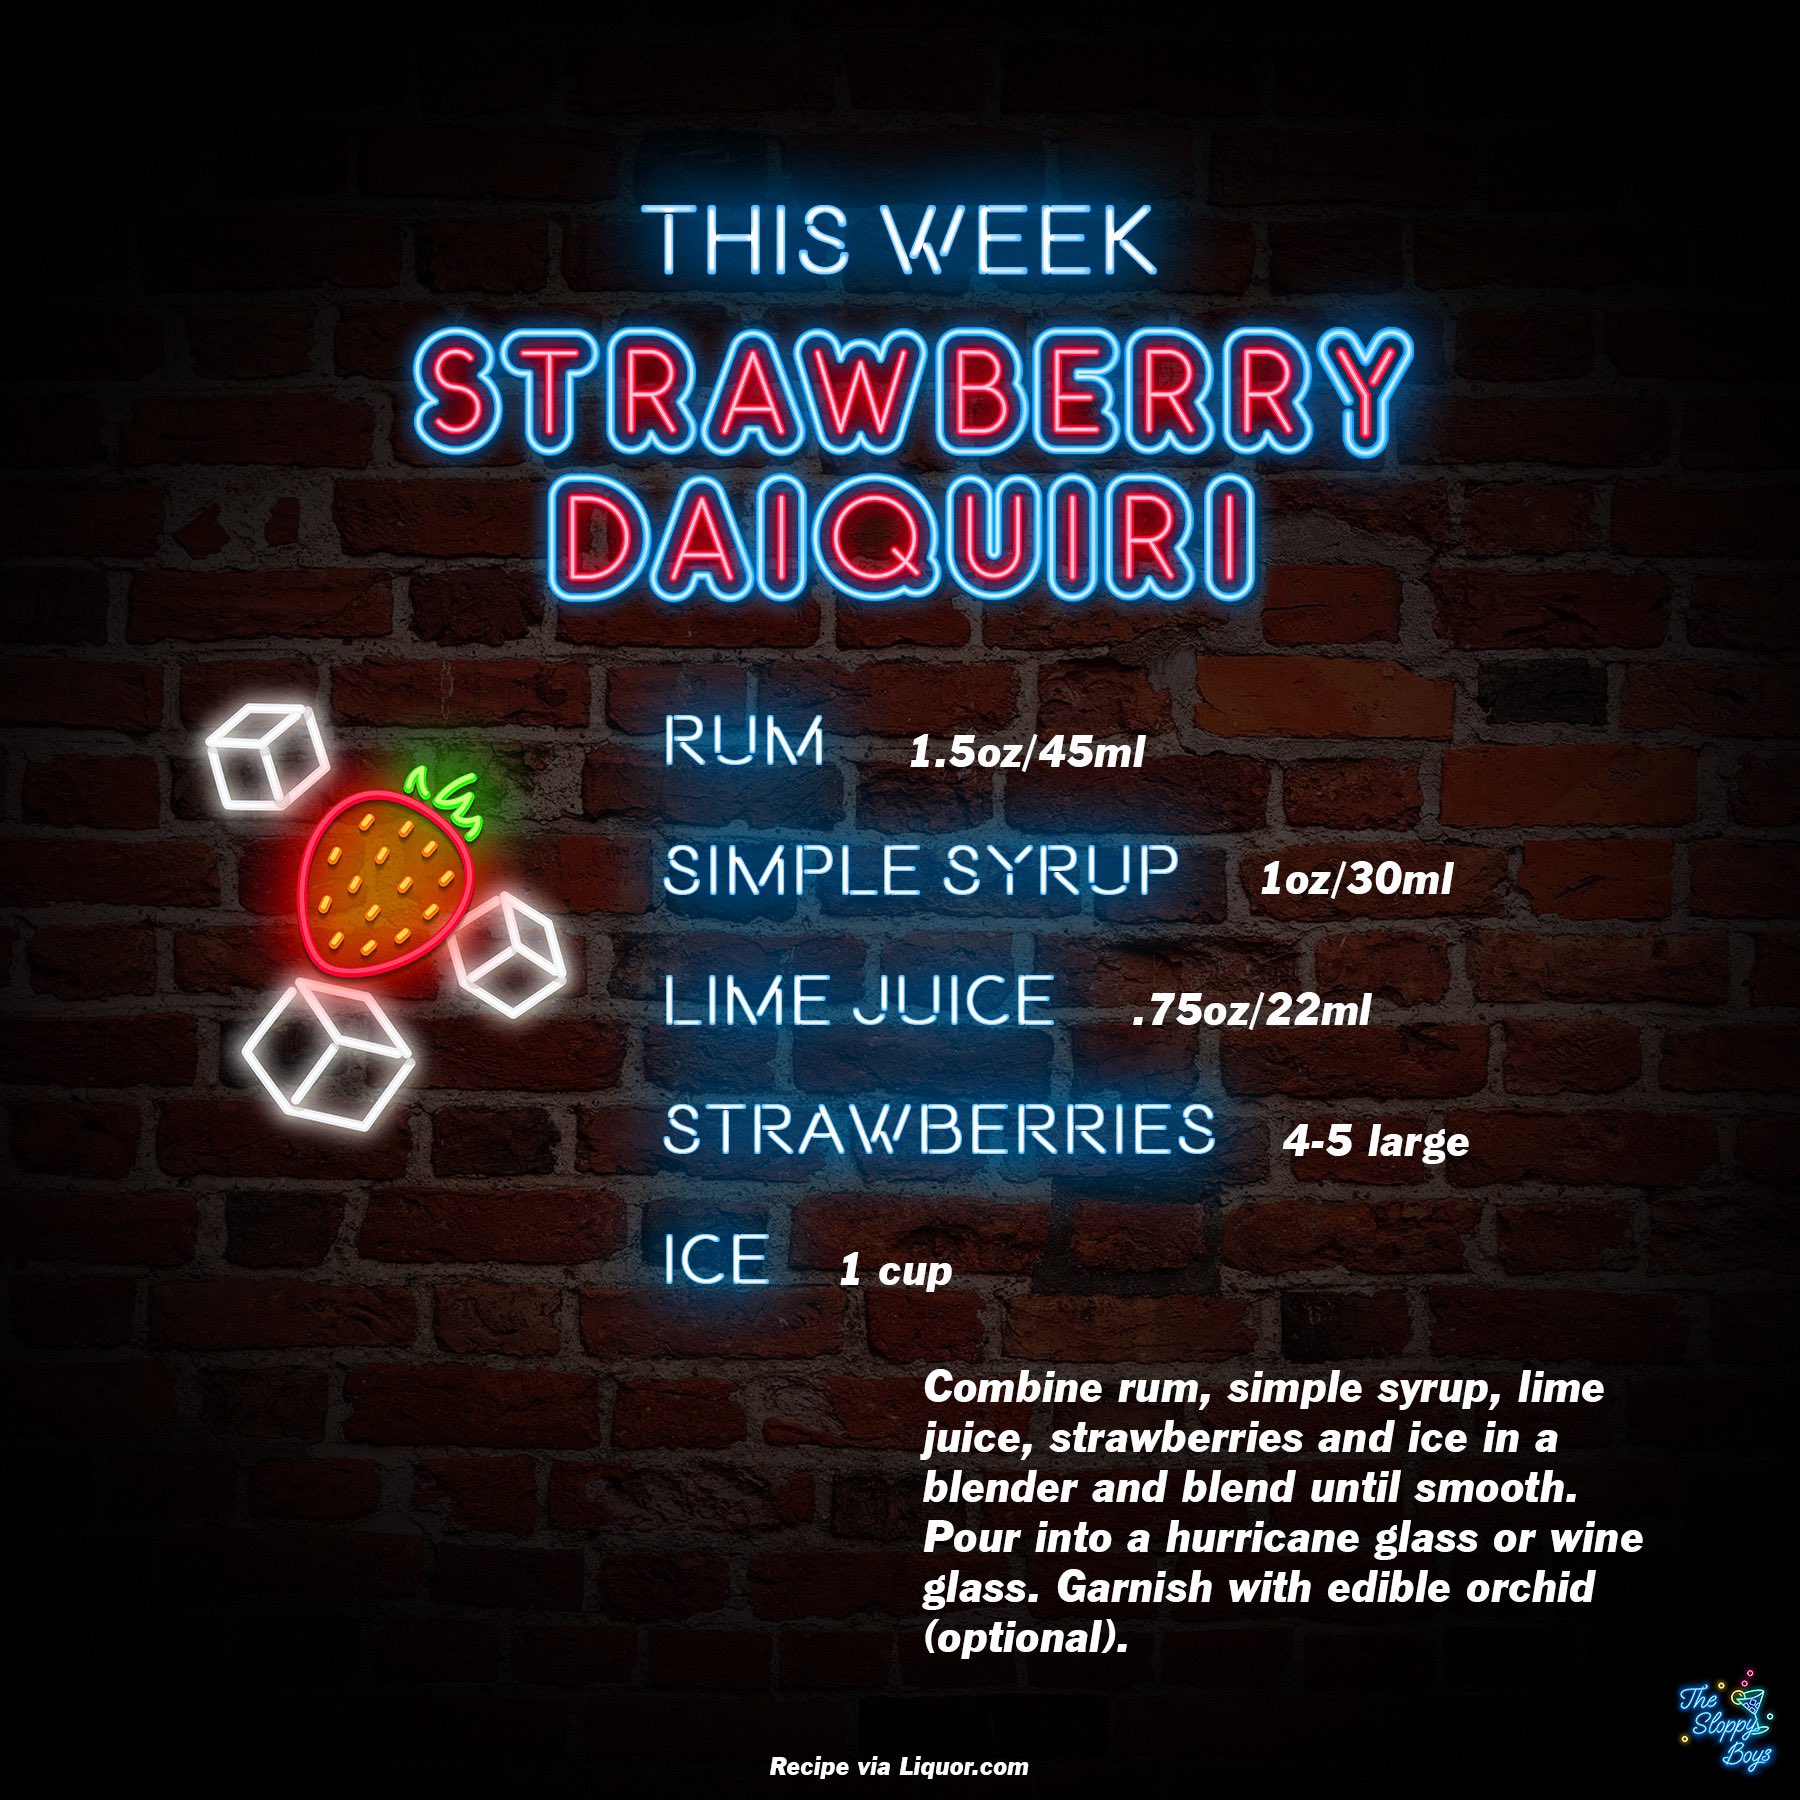 THIS WEEK
STRAWBERRY
DAIQUIRI
RUM 1.5oz/45ml
SIMPLE SYRUP 1oz/30ml
LIME JUICE .75oz/22ml
STRAWBERRIES 4-5 large
ICE 1 cup
Combine rum, simple syrup, lime
juice, strawberries and ice in a
blender and blend until smooth.
Pour into a hurricane glass or wine
glass. Garnish with edible orchid
(optional).
The
Sloppy
Boys
Recipe via Liquor.com